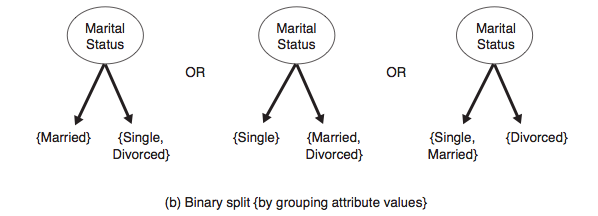 Marital
Status
OR
Marital
Status
OR
Marital
Status
{Married}
{Single,
Divorced}
{Single}
{Married,
Divorced}
{Single,
Married}
{Divorced}
(b) Binary split {by grouping attribute values}